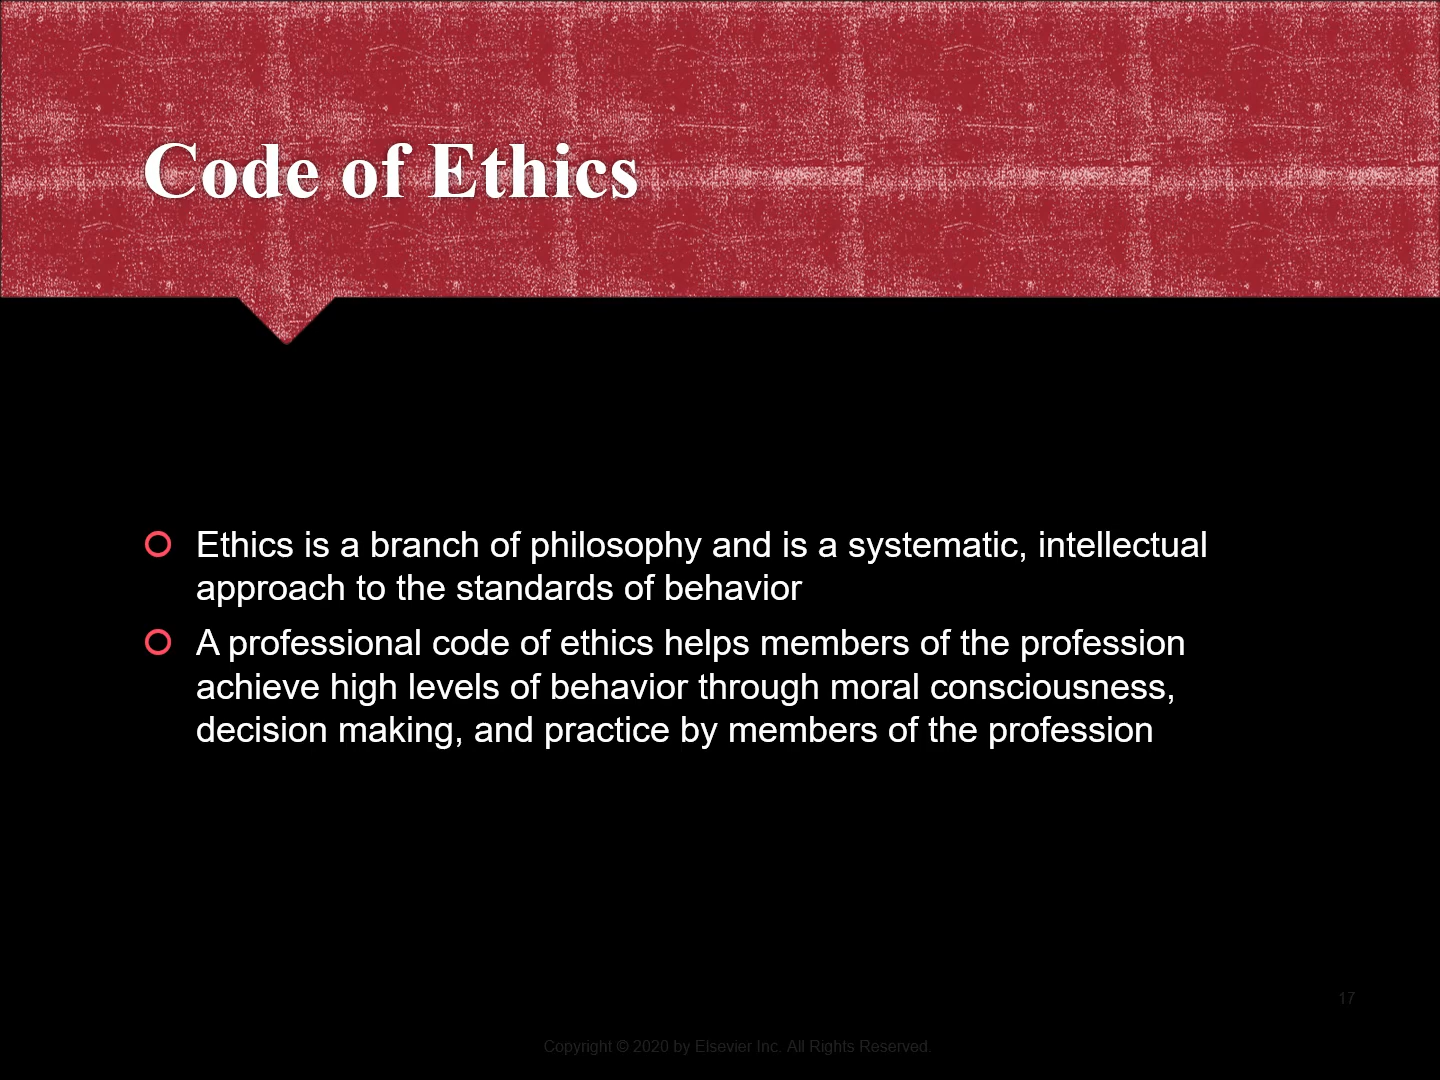 Code of Ethics
Ethics is a branch of philosophy and is a systematic, intellectual
approach to the standards of behavior
A professional code of ethics helps members of the profession
achieve high levels of behavior through moral consciousness,
decision making, and practice by members of the profession
17
Copyright © 2020 by Elsevier Inc. All Rights Reserved.